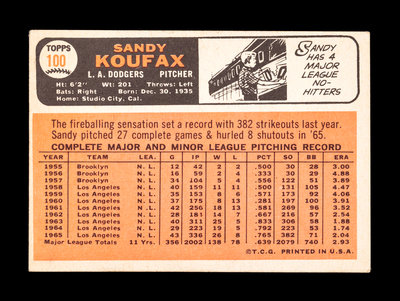 TOPPS
100
SANDY
KOUFAX
L. A. DODGERS PITCHER
Ht: 6'2" Wt: 201 Throws: Left
Bats: Right Born: Dec. 30, 1935
Home: Studio City, Cal.
SANDY
HAS 4
MAJOR
LEAGUE
NO-
HITTERS
The fireballing sensation set a record with 382 strikeouts last year.
Sandy pitched 27 complete games & hurled 8 shutouts in '65.
COMPLETE MAJOR AND MINOR LEAGUE PITCHING RECORD
YEAR TEAM LEA. G IP W L PCT. SO BB ERA
1955 Brooklyn N. L. 12 42 2 2 .500 30 28 3.00
1956 Brooklyn N. L. 16 59 2 4 .333 30 29 4.88
1957 Brooklyn N. L. 34 104 5 4 .556 122 51 3.89
1958 Los Angeles N. L. 40 159 11 11 .500 131 105 4.47
1959 Los Angeles N. L. 35 153 8 6 .571 173 92 4.06
1960 Los Angeles N. L. 37 175 8 13 .381 197 100 3.91
1961 Los Angeles N. L. 42 256 18 13 .581 269 96 3.52
1962 Los Angeles N. L. 28 184 14 7 .667 216 57 2.54
1963 Los Angeles N. L. 40 311 25 5 .833 306 58 1.88
1964 Los Angeles N. L. 29 223 19 5 .792 223 53 1.74
1965 Los Angeles N. L. 43 336 26 8 .765 382 71 2.04
Major League Totals 11 Yrs. 356 2002 138 78 .639 2079 740 2.93
© T.C.G. PRINTED IN U.S.A.